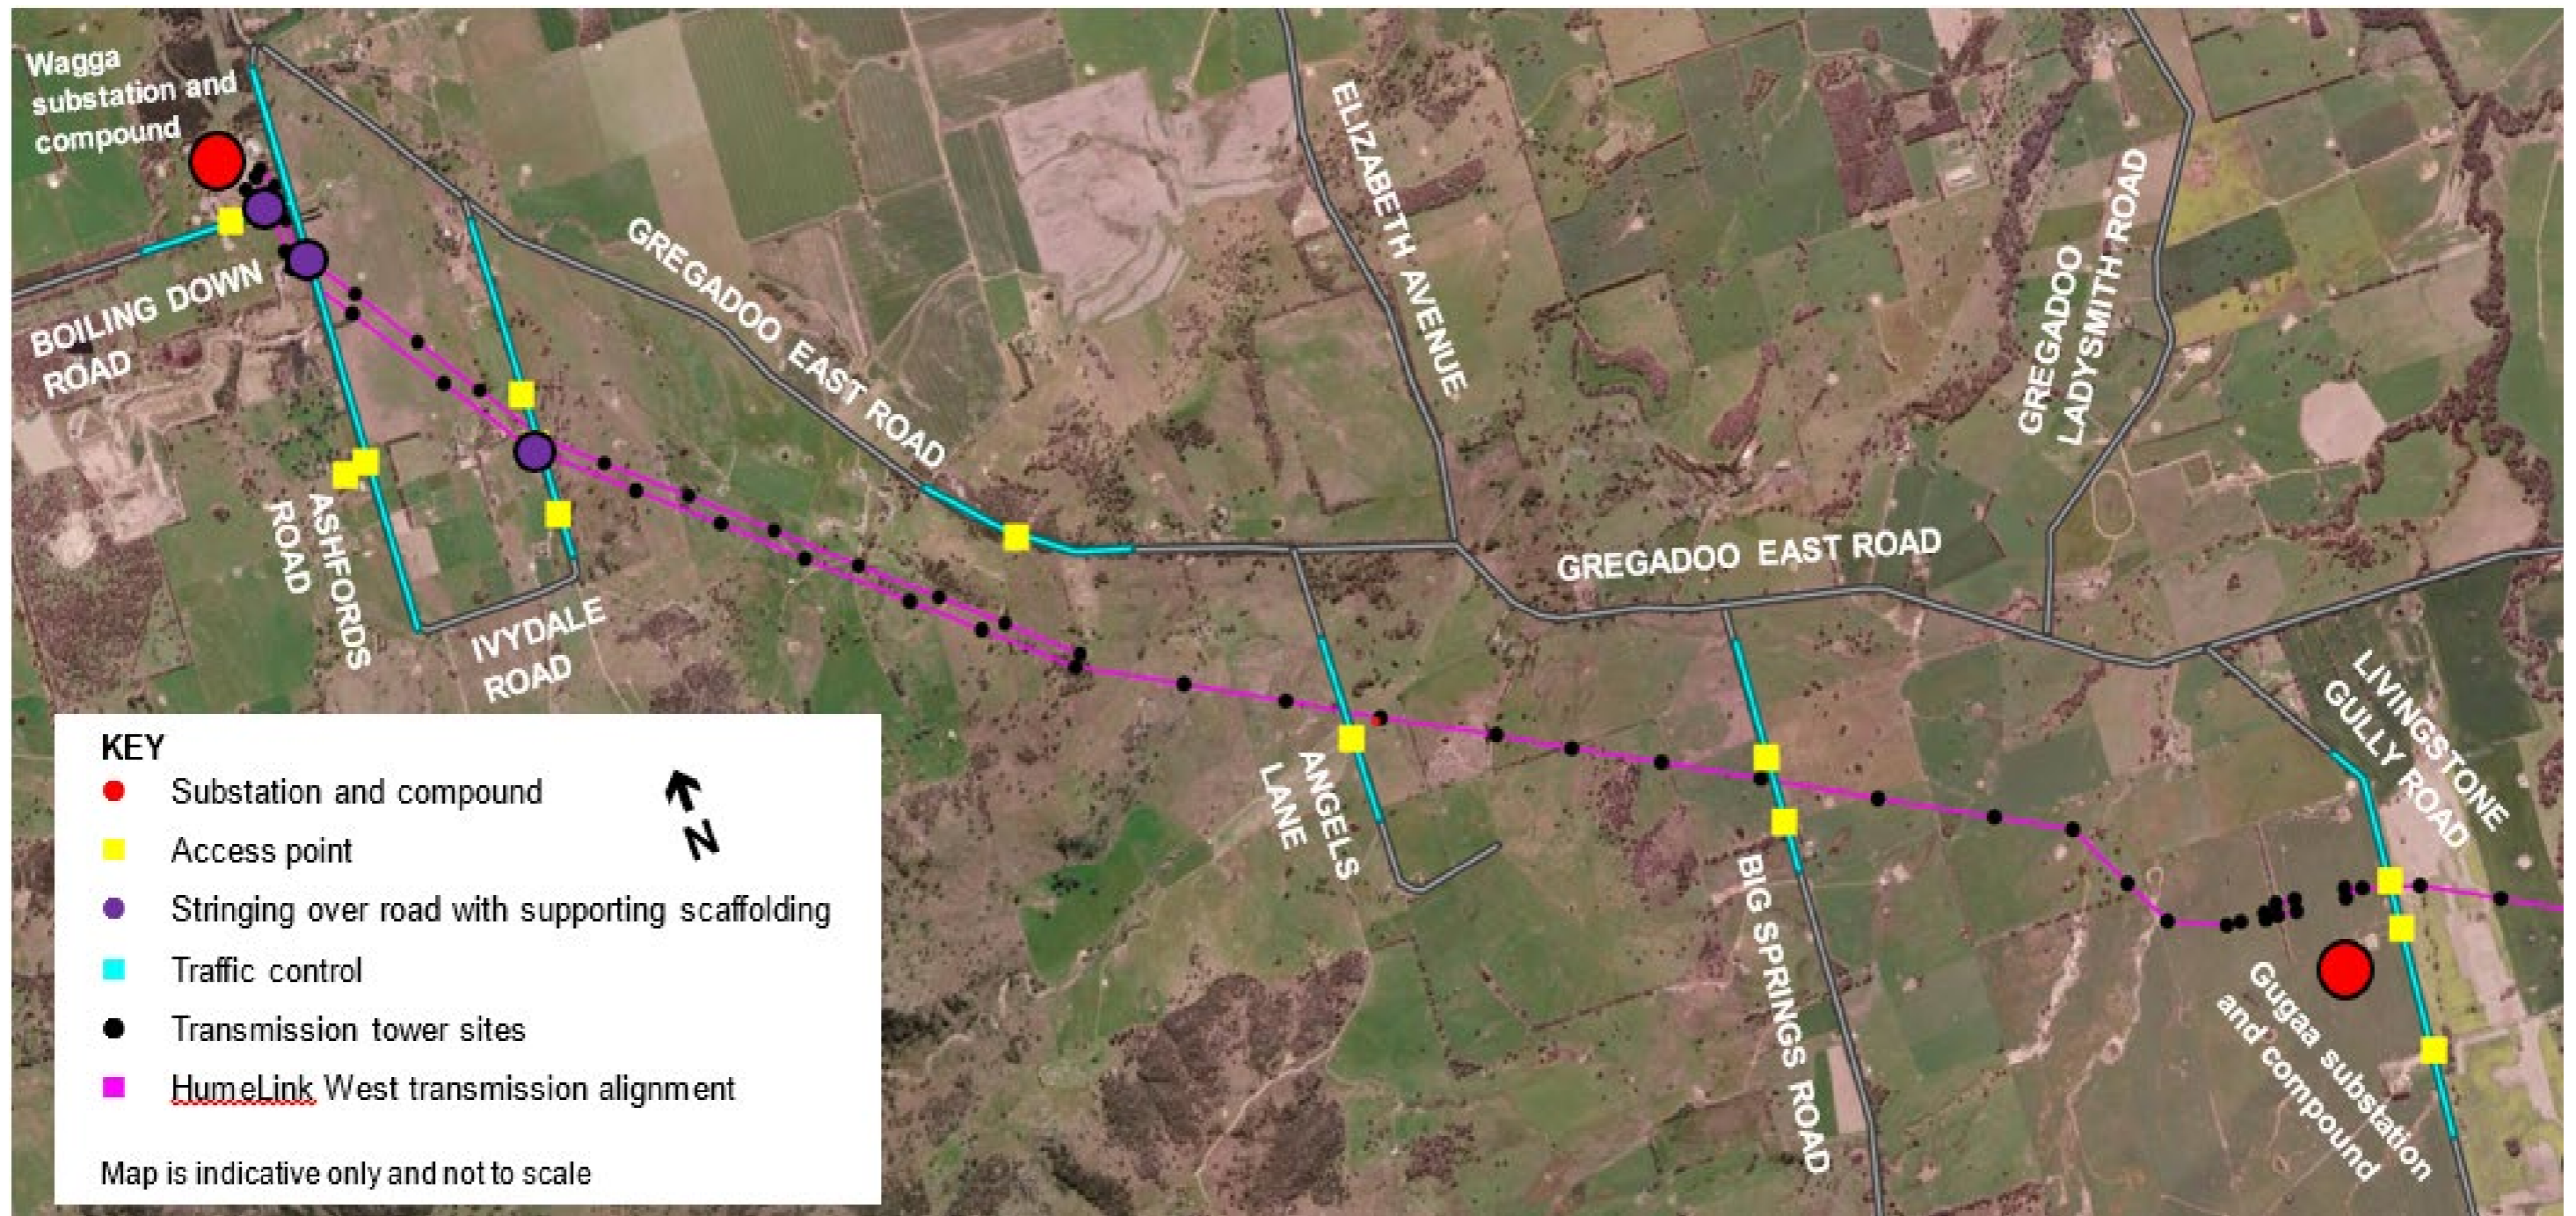 Wagga
substation and
compound
BOILING DOWN
ROAD
ASHFORDS
ROAD
IVYDALE
ROAD
GREGADOO EAST ROAD
ELIZABETH AVENUE
GREGADOO
LADYSMITH ROAD
GREGADOO EAST ROAD
ANGELS
LANE
BIG SPRINGS ROAD
LIVINGSTONE
GULLY ROAD
Gugaa substation
and compound
KEY
N
Substation and compound
Access point
Stringing over road with supporting scaffolding
Traffic control
Transmission tower sites
HumeLink West transmission alignment
Map is indicative only and not to scale